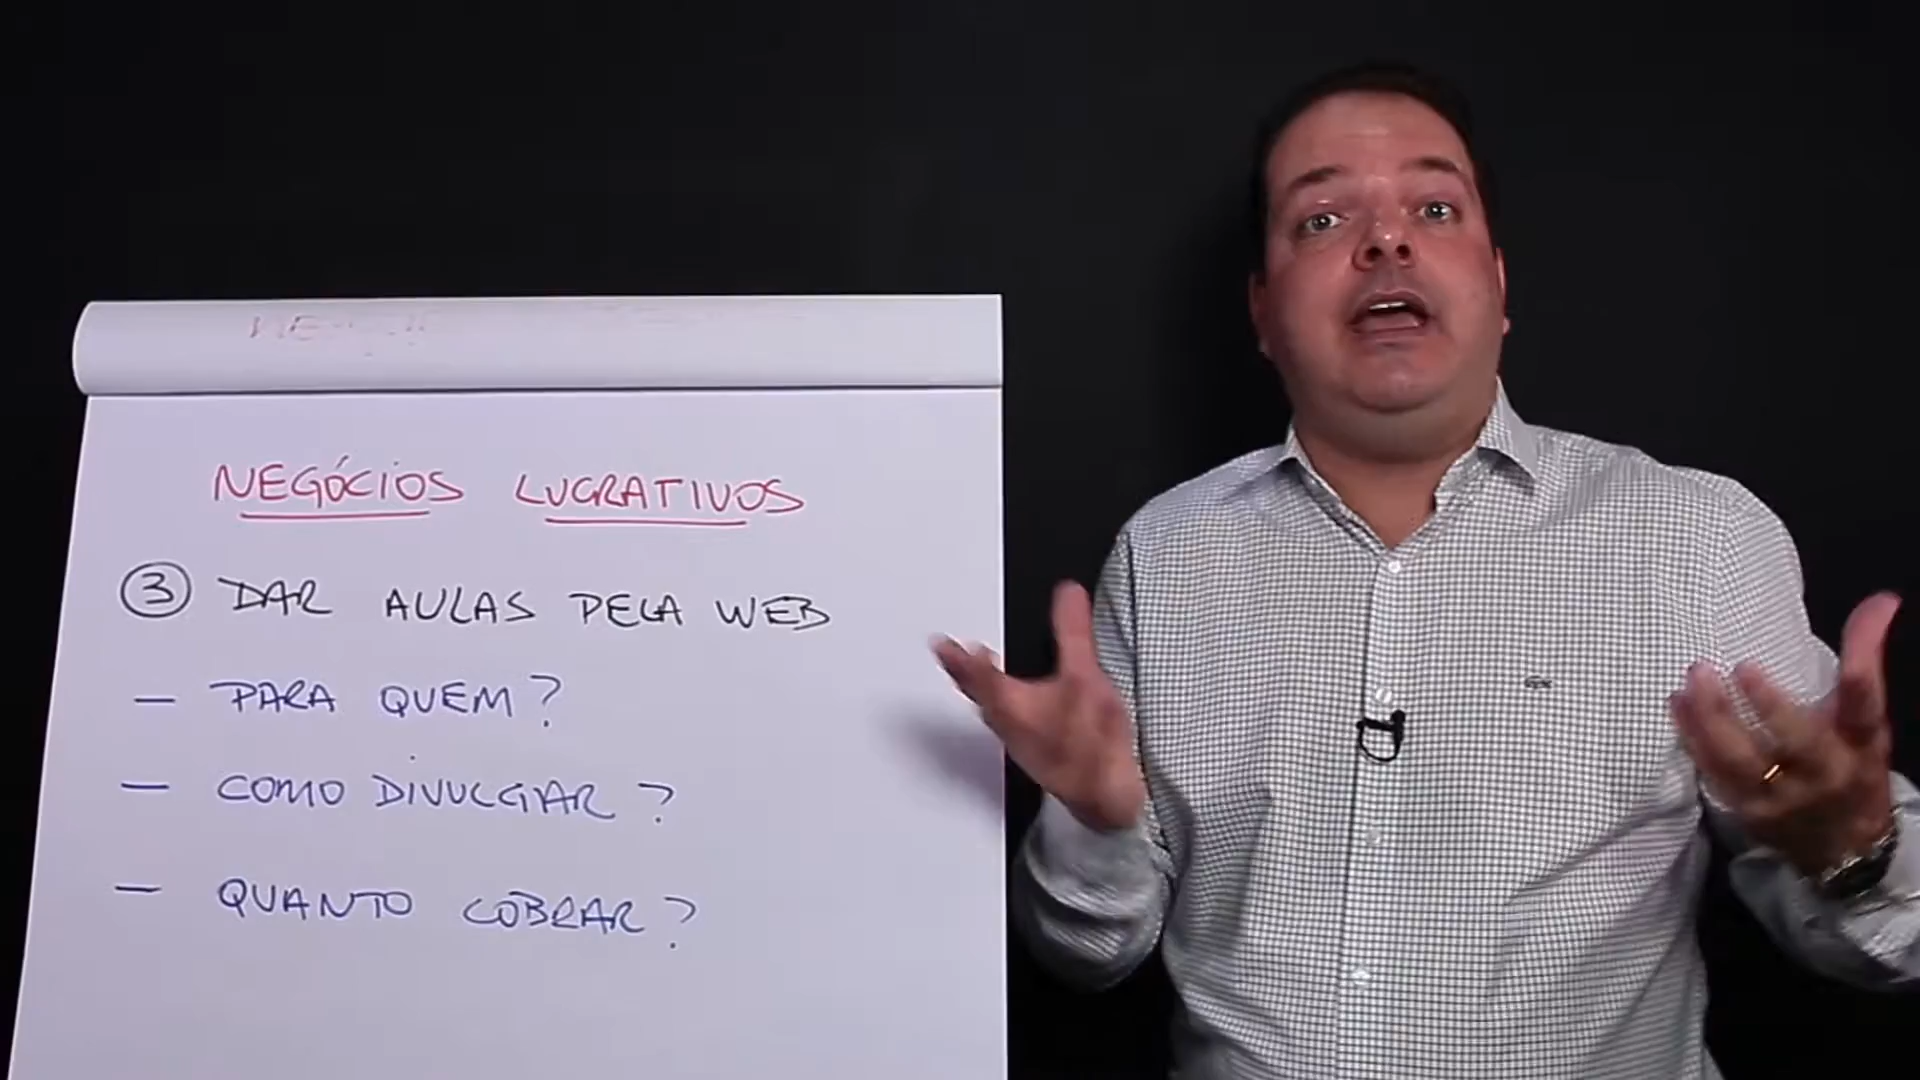 NEGÓCIOS LUCRATIVOS
3 DAR AULAS PELA WEB
- PARA QUEM?
- COMO DIVULGAR?
- QUANTO COBRAR?